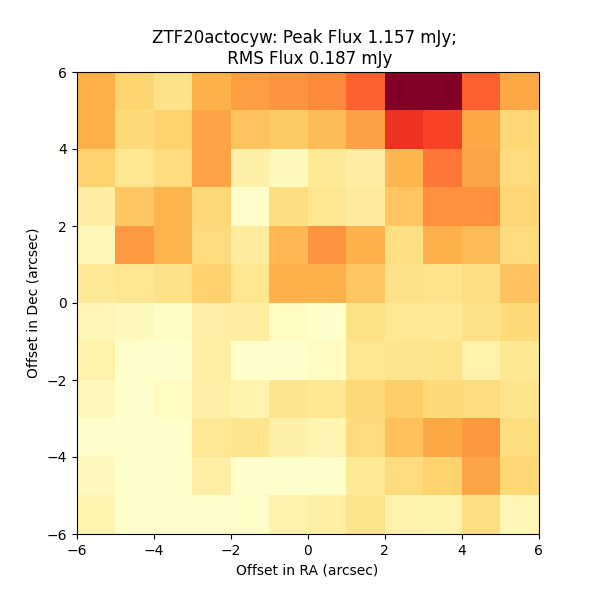 ZTF20actocyw: Peak Flux 1.157 mJy;
RMS Flux 0.187 mJy
6
4
2
0
−2
−4
−6
Offset in Dec (arcsec)
−6 −4 −2 0 2 4 6
Offset in RA (arcsec)